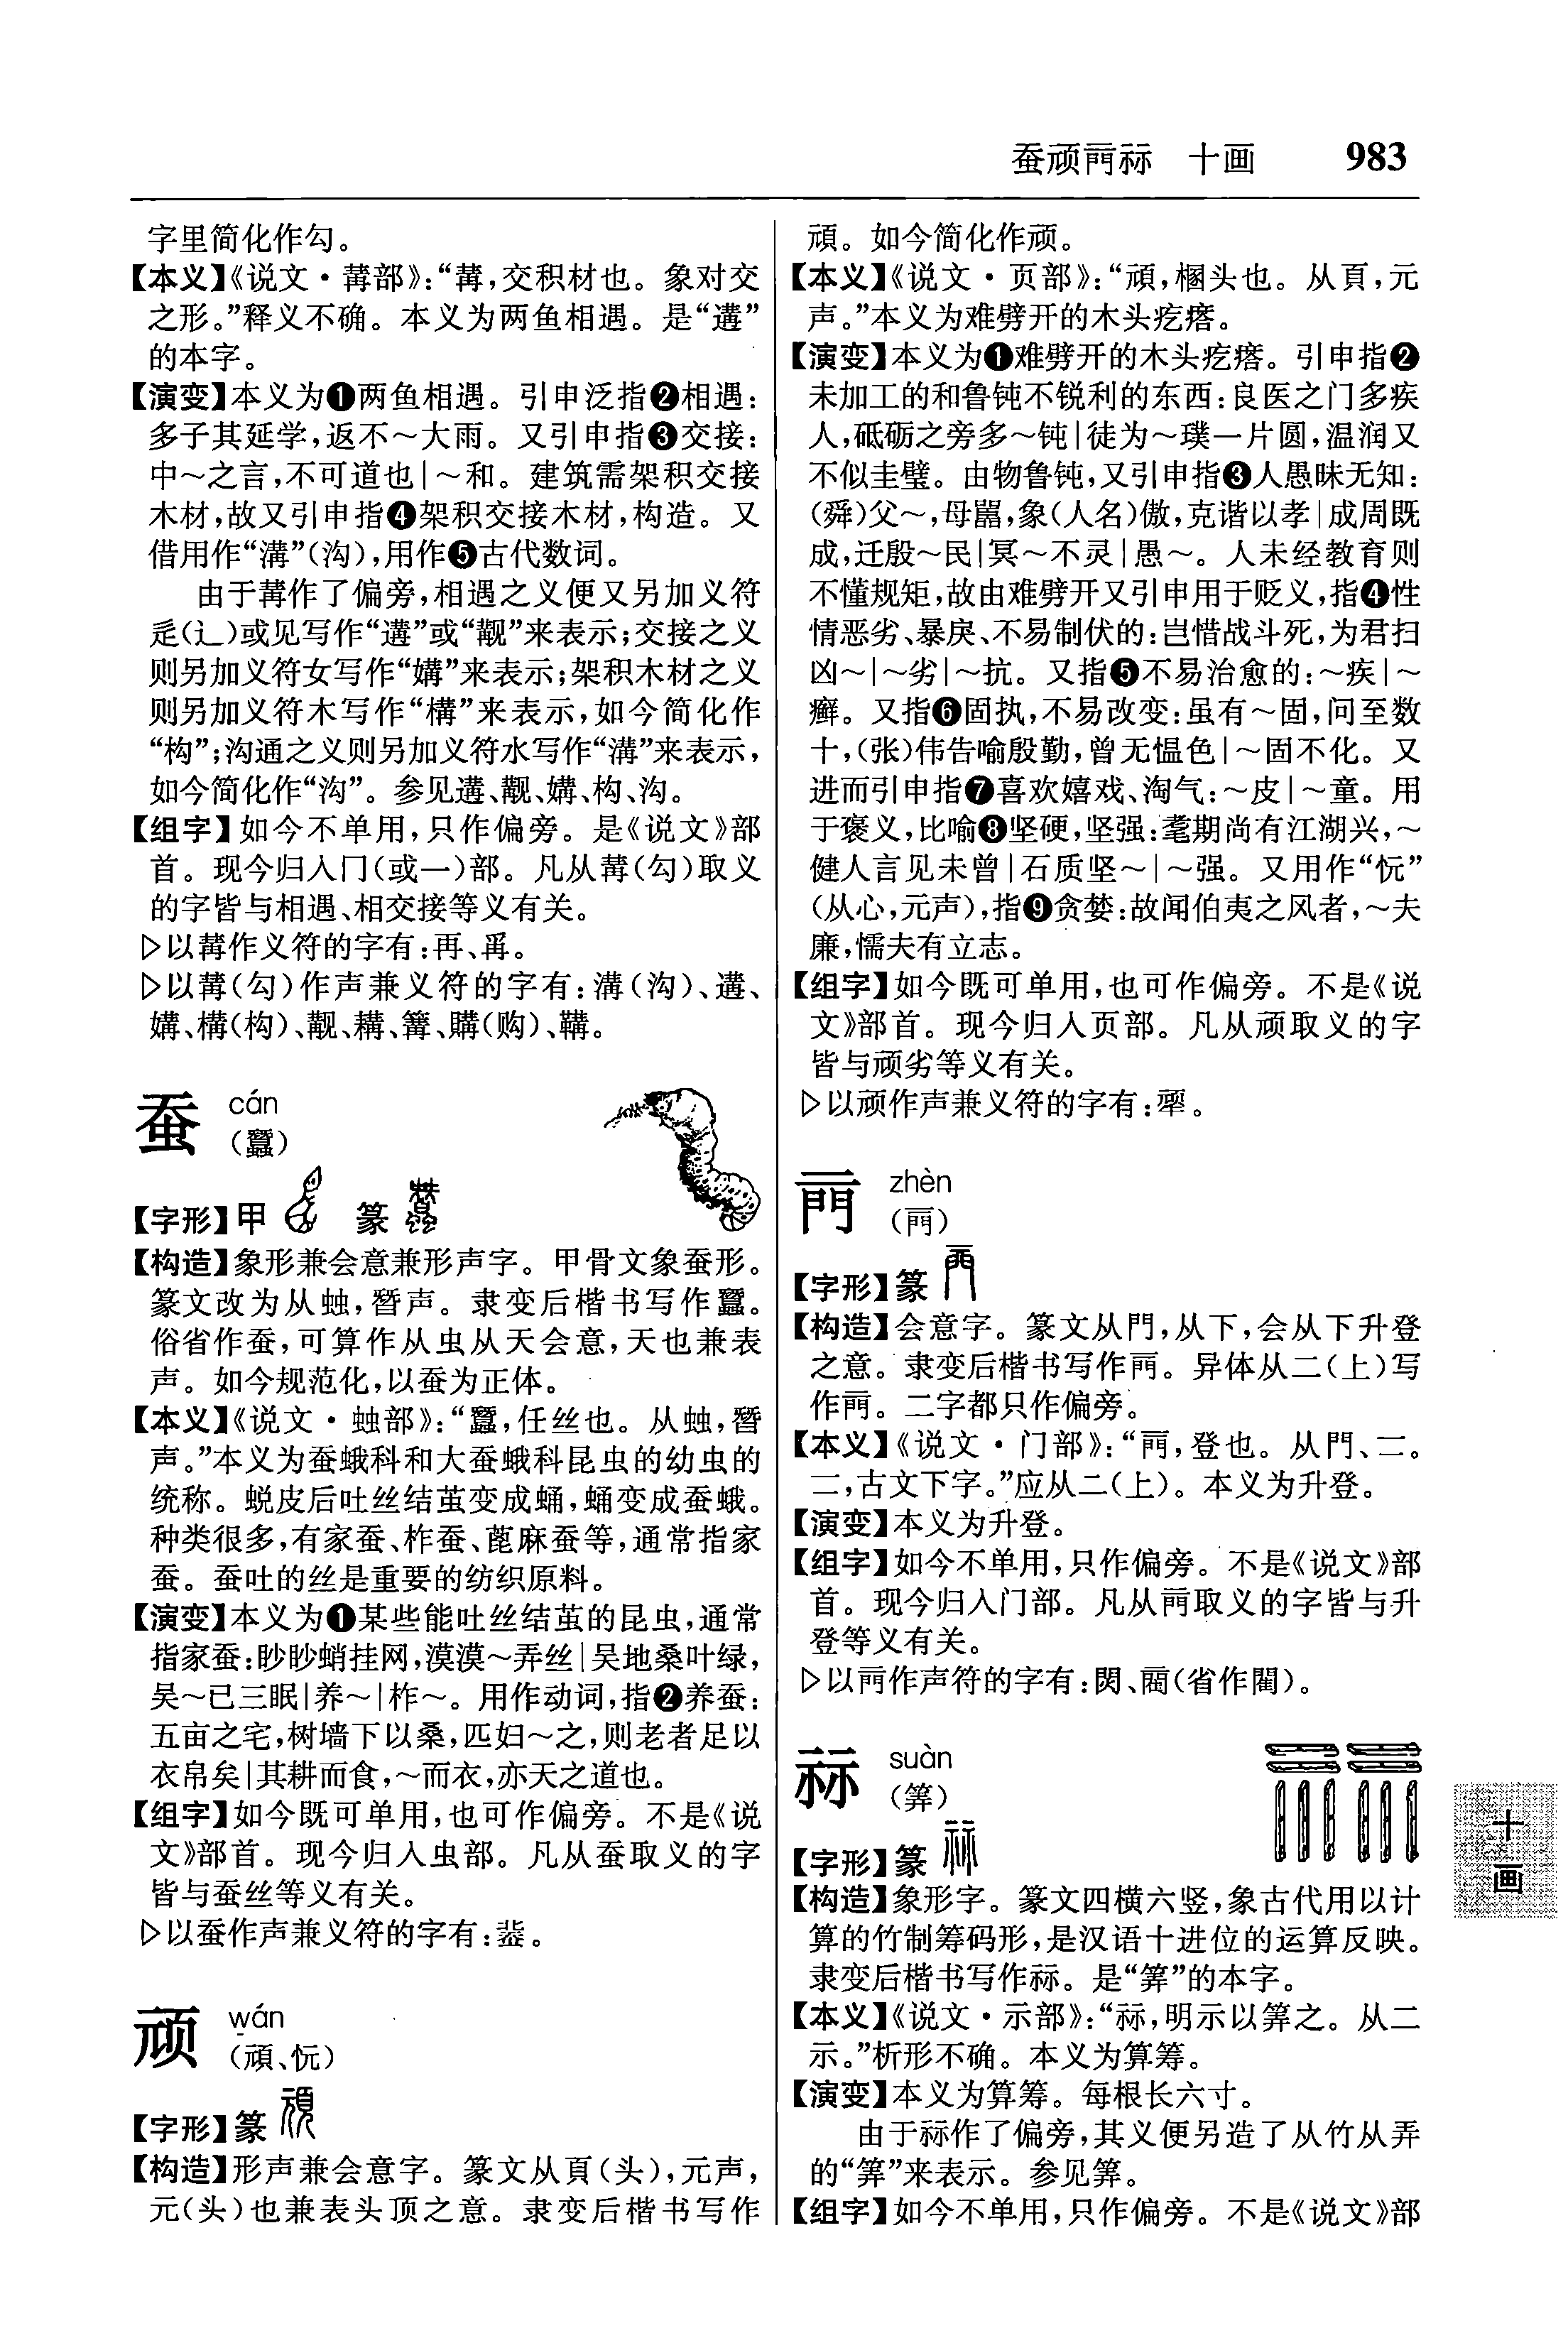 蚕顽祘 十画 983
字里简化作勾。
【本义】《说文·冓部》：“冓，交积材也。象对交
之形。”释义不确。本义为两鱼相遇。是“遘”
的本字。
【演变】本义为❶两鱼相遇。引申泛指❷相遇：
多子其延学，返不～大雨。又引申指❸交接：
中～之言，不可道也|～和。建筑需架积交接
木材，故又引申指❹架积交接木材，构造。又
借用作“溝”（沟），用作❺古代数词。
由于冓作了偏旁，相遇之义便又另加义符
辵（辶）或见写作“遘”或“觏”来表示；交接之义
则另加义符女写作“媾”来表示；架积木材之义
则另加义符木写作“構”来表示，如今简化作
“构”；沟通之义则另加义符水写作“溝”来表示，
如今简化作“沟”。参见遘、觏、媾、构、沟。
【组字】如今不单用，只作偏旁。是《说文》部
首。现今归入冂（或一）部。凡从冓（勾）取义
的字皆与相遇、相交接等义有关。
▷以冓作义符的字有：再、爯。
▷以冓（勾）作声兼义符的字有：溝（沟）、遘、
媾、構（构）、觏、耩、篝、購（购）、鞲。
蚕 cán
（蠶）
【字形】甲 篆
【构造】象形兼会意兼形声字。甲骨文象蚕形。
篆文改为从䖵，朁声。隶变后楷书写作蠶。
俗省作蚕，可算作从虫从天会意，天也兼表
声。如今规范化，以蚕为正体。
【本义】《说文·䖵部》：“蠶，任丝也。从䖵，朁
声。”本义为蚕蛾科和大蚕蛾科昆虫的幼虫的
统称。蜕皮后吐丝结茧变成蛹，蛹变成蚕蛾。
种类很多，有家蚕、柞蚕、蓖麻蚕等，通常指家
蚕。蚕吐的丝是重要的纺织原料。
【演变】本义为❶某些能吐丝结茧的昆虫，通常
指家蚕：眇眇蛸挂网，漠漠～弄丝|吴地桑叶绿，
吴～已三眠|养～|柞～。用作动词，指❷养蚕：
五亩之宅，树墙下以桑，匹妇～之，则老者足以
衣帛矣|其耕而食，～而衣，亦天之道也。
【组字】如今既可单用，也可作偏旁。不是《说
文》部首。现今归入虫部。凡从蚕取义的字
皆与蚕丝等义有关。
▷以蚕作声兼义符的字有：。
顽 wán
（頑、忨）
【字形】篆
【构造】形声兼会意字。篆文从頁（头），元声，
元（头）也兼表头顶之意。隶变后楷书写作
頑。如今简化作顽。
【本义】《说文·页部》：“頑，㮯头也。从頁，元
声。”本义为难劈开的木头疙瘩。
【演变】本义为❶难劈开的木头疙瘩。引申指❷
未加工的和鲁钝不锐利的东西：良医之门多疾
人，砥砺之旁多～钝|徒为～璞一片圆，温润又
不似圭璧。由物鲁钝，又引申指❸人愚昧无知：
（舜）父～，母嚚，象（人名）傲，克谐以孝|成周既
成，迁殷～民|冥～不灵|愚～。人未经教育则
不懂规矩，故由难劈开又引申用于贬义，指❹性
情恶劣、暴戾、不易制伏的：岂惜战斗死，为君扫
凶～|～劣|～抗。又指❺不易治愈的：～疾|～
癣。又指❻固执，不易改变：虽有～固，问至数
十，（张）伟告喻殷勤，曾无愠色|～固不化。又
进而引申指❼喜欢嬉戏、淘气：～皮|～童。用
于褒义，比喻❽坚硬，坚强：耄期尚有江湖兴，～
健人言见未曾|石质坚～|～强。又用作“忨”
（从心，元声），指❾贪婪：故闻伯夷之风者，～夫
廉，懦夫有立志。
【组字】如今既可单用，也可作偏旁。不是《说
文》部首。现今归入页部。凡从顽取义的字
皆与顽劣等义有关。
▷以顽作声兼义符的字有：。
zhèn
【字形】篆
【构造】会意字。篆文从門，从下，会从下升登
之意。隶变后楷书写作。异体从二（上）写
作。二字都只作偏旁。
【本义】《说文·门部》：“，登也。从門、二。
二，古文下字。”应从二（上）。本义为升登。
【演变】本义为升登。
【组字】如今不单用，只作偏旁。不是《说文》部
首。现今归入门部。凡从取义的字皆与升
登等义有关。
▷以作声符的字有：閔、（省作藺）。
祘 suàn
（筭）
【字形】篆
【构造】象形字。篆文四横六竖，象古代用以计
算的竹制筹码形，是汉语十进位的运算反映。
隶变后楷书写作祘。是“筭”的本字。
【本义】《说文·示部》：“祘，明示以筭之。从二
示。”析形不确。本义为算筹。
【演变】本义为算筹。每根长六寸。
由于祘作了偏旁，其义便另造了从竹从弄
的“筭”来表示。参见筭。
【组字】如今不单用，只作偏旁。不是《说文》部
十画